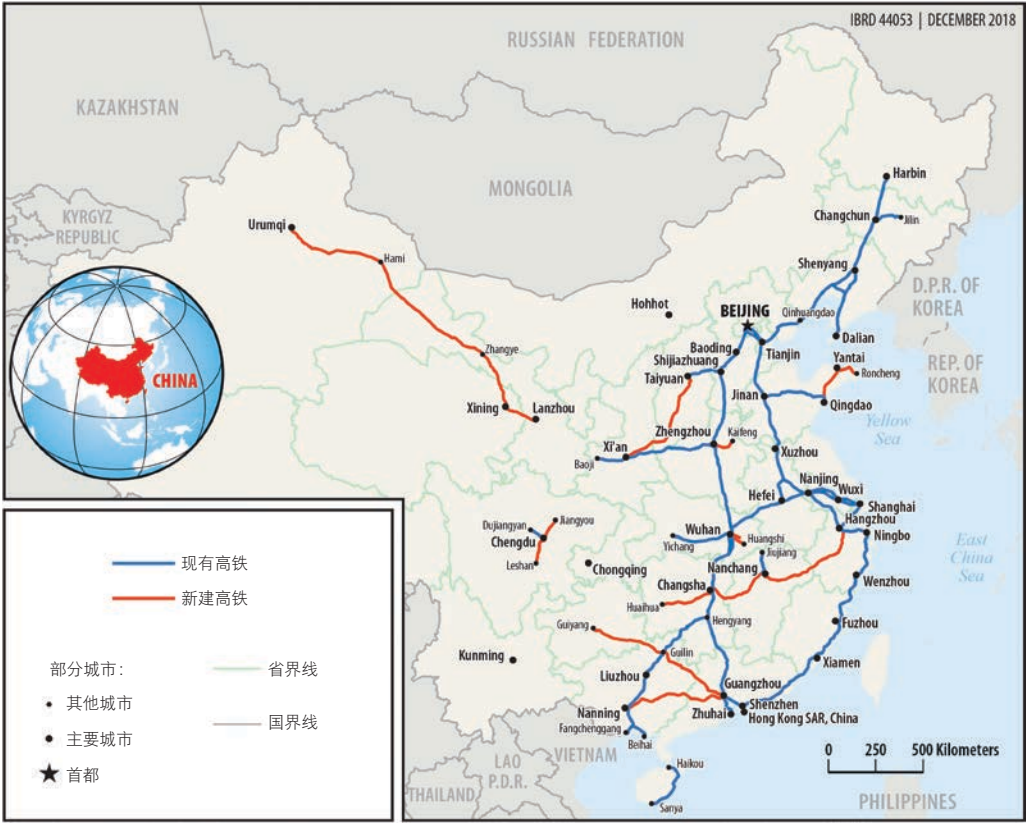 IBRD 44053 | DECEMBER 2018
RUSSIAN FEDERATION
KAZAKHSTAN
MONGOLIA
KYRGYZ
REPUBLIC
Harbin
Changchun
Jilin
Urumqi
Hami
Shenyang
D.P.R. OF
KOREA
Hohhot
BEIJING
Qinhuangdao
Dalian
Zhangye
Baoding
Tianjin
Shijiazhuang
Yantai
Roncheng
REP. OF
KOREA
Taiyuan
CHINA
Xining
Lanzhou
Jinan
Qingdao
Yellow
Sea
Zhengzhou
Kaifeng
Xi'an
Baoji
Xuzhou
Nanjing
Wuxi
Hefei
Shanghai
Hangzhou
Ningbo
Dujiangyan
Jiangyou
Chengdu
Leshan
Wuhan
Huangshi
Yichang
Jiujiang
East
China
Sea
Chongqing
Nanchang
Wenzhou
Changsha
Huaihua
Hengyang
Fuzhou
Guiyang
Guilin
Kunming
Xiamen
Liuzhou
Guangzhou
Shenzhen
Nanning
Zhuhai
Hong Kong SAR, China
Fangchenggang
Beihai
VIETNAM
LAO
P.D.R.
Haikou
THAILAND
Sanya
PHILIPPINES
0 250 500 Kilometers
现有高铁
新建高铁
部分城市：
省界线
其他城市
主要城市
国界线
首都